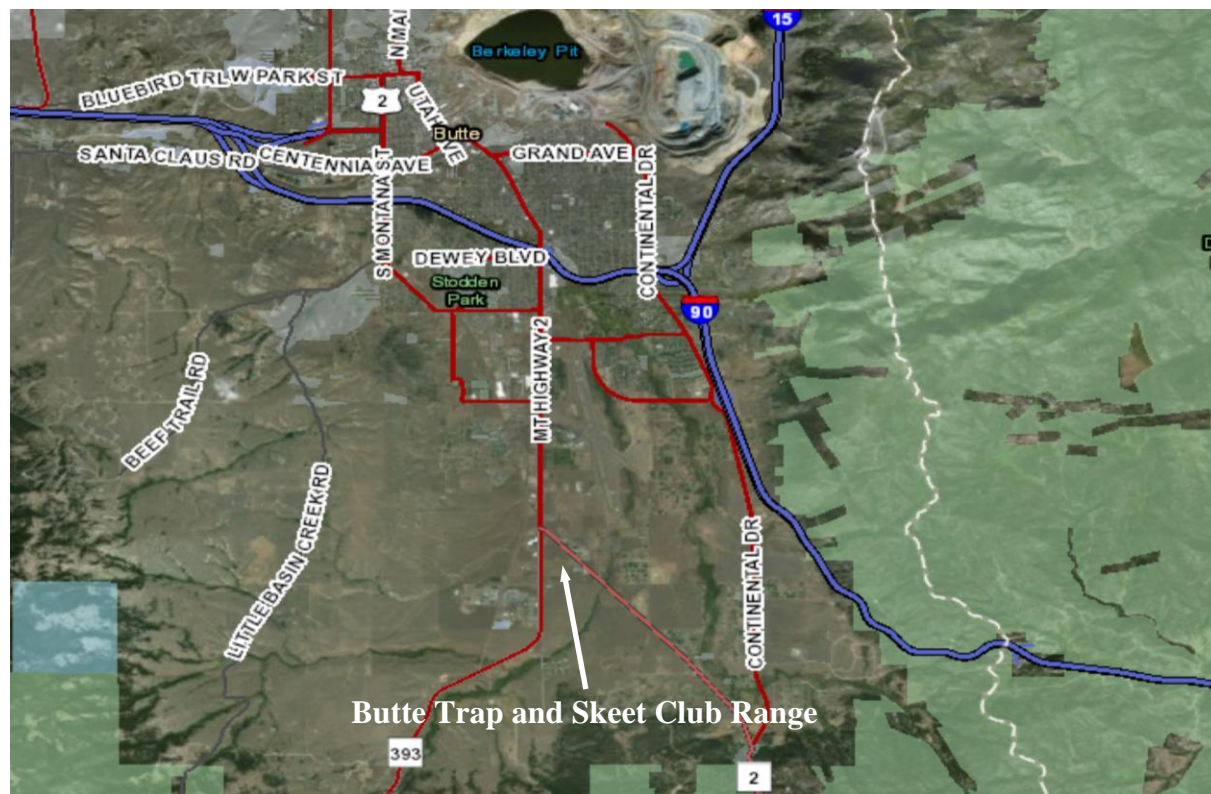 15
N MAI
Berkeley Pit
BLUEBIRD TRL
W PARK ST
2
UTAH AVE
Butte
SANTA CLAUS RD
CENTENNIAL AVE
GRAND AVE
S MONTANA ST
CONTINENTAL DR
DEWEY BLVD
Stodden
Park
90
MT HIGHWAY 2
BEEF TRAIL RD
LITTLE BASIN CREEK RD
CONTINENTAL DR
Butte Trap and Skeet Club Range
393
2